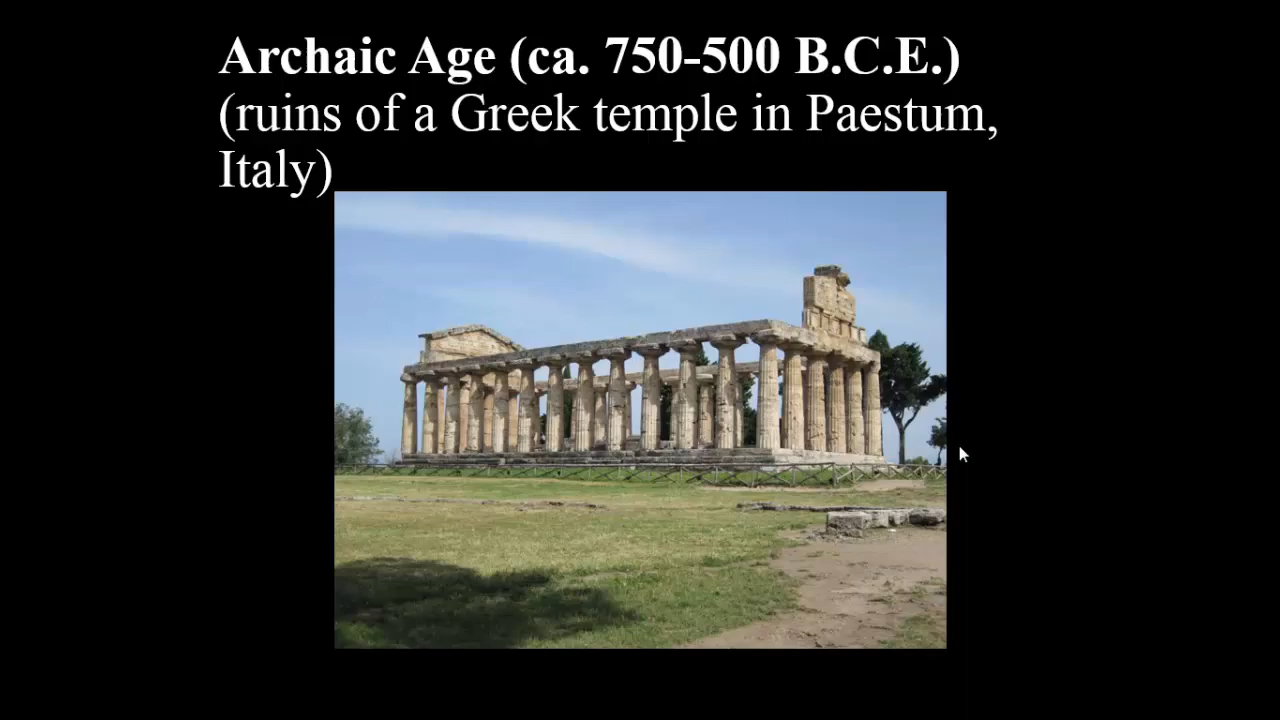 Archaic Age (ca. 750-500 B.C.E.)
(ruins of a Greek temple in Paestum,
Italy)